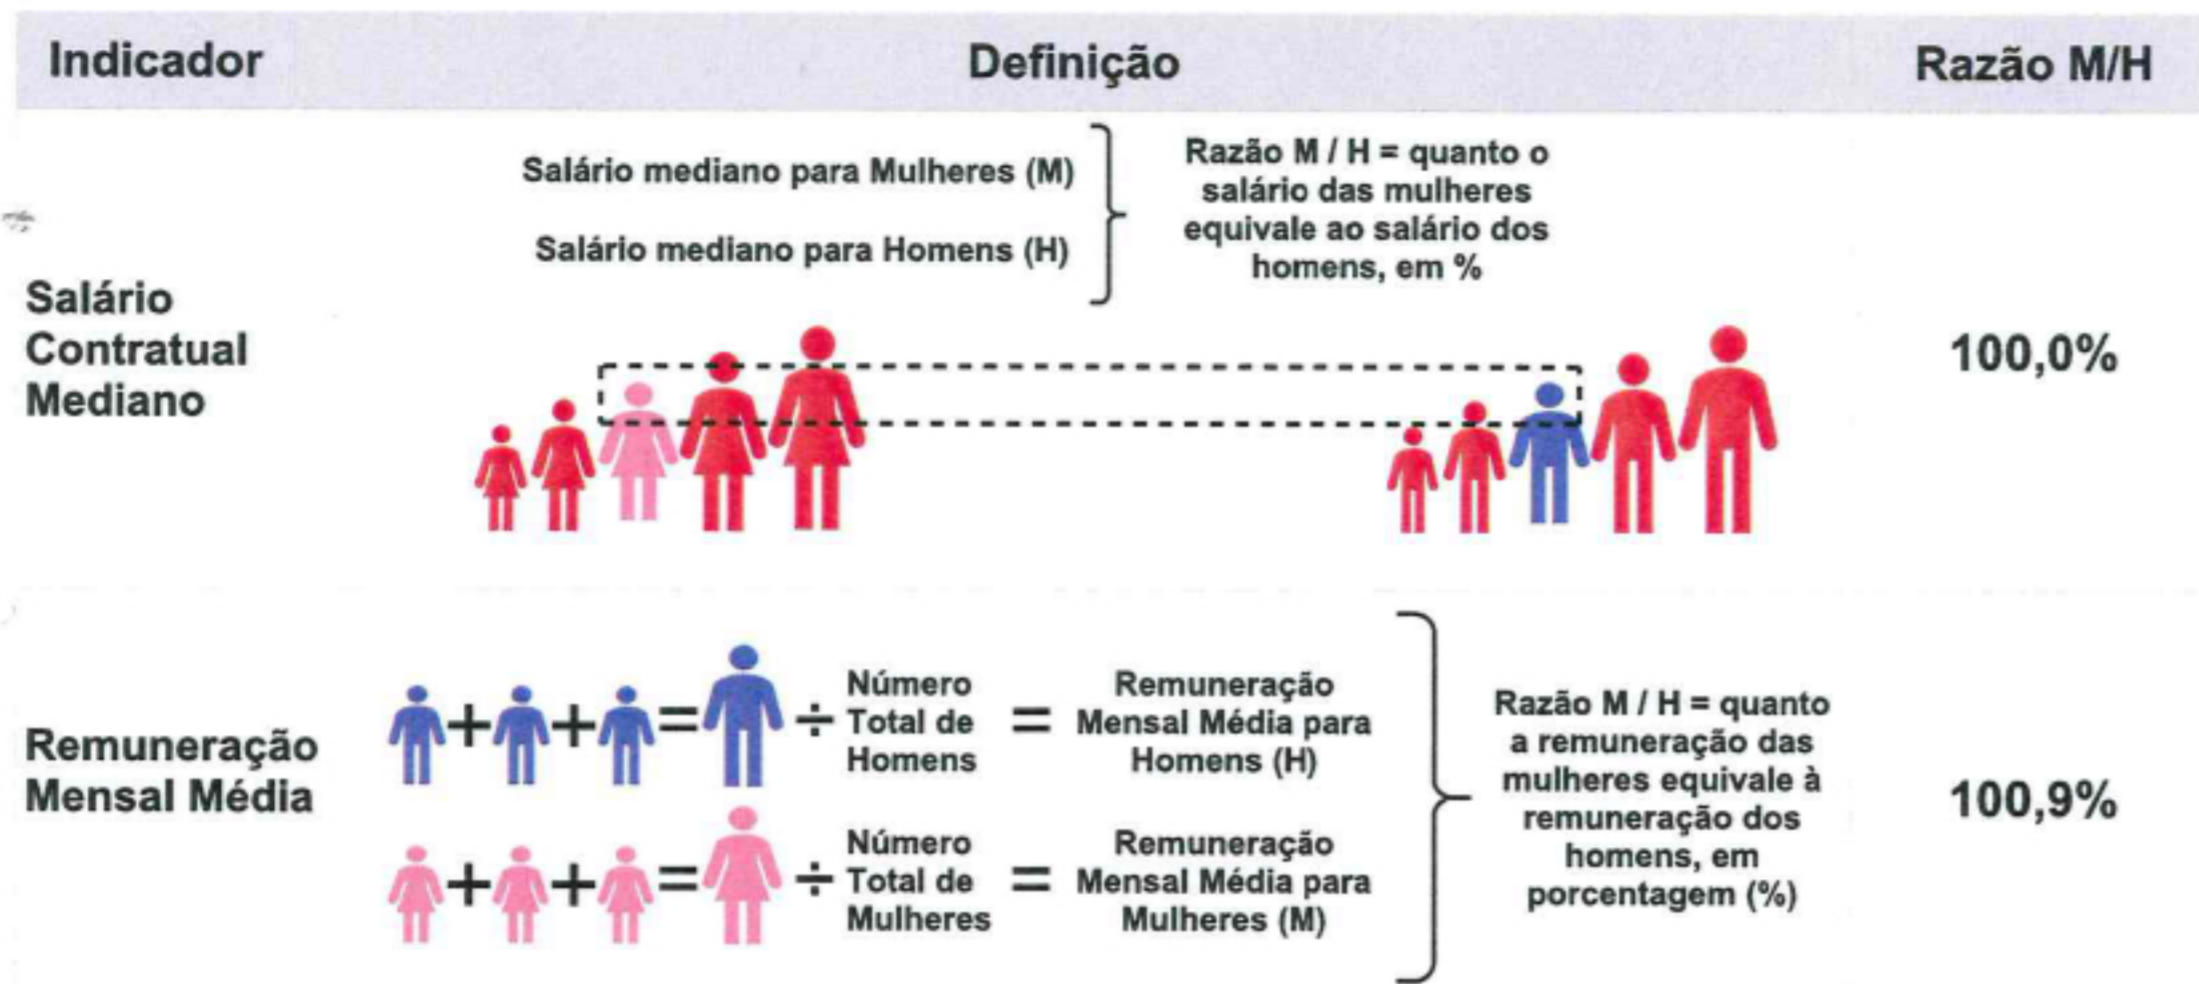 Indicador
Definição
Razão M/H
Salário mediano para Mulheres (M)
Salário mediano para Homens (H)
Razão M / H = quanto o
salário das mulheres
equivale ao salário dos
homens, em %
Salário
Contratual
Mediano
100,0%
Remuneração
Mensal Média
+ + = ÷
Número
Total de
Homens
=
Remuneração
Mensal Média para
Homens (H)
+ + = ÷
Número
Total de
Mulheres
=
Remuneração
Mensal Média para
Mulheres (M)
Razão M / H = quanto
a remuneração das
mulheres equivale à
remuneração dos
homens, em
porcentagem (%)
100,9%